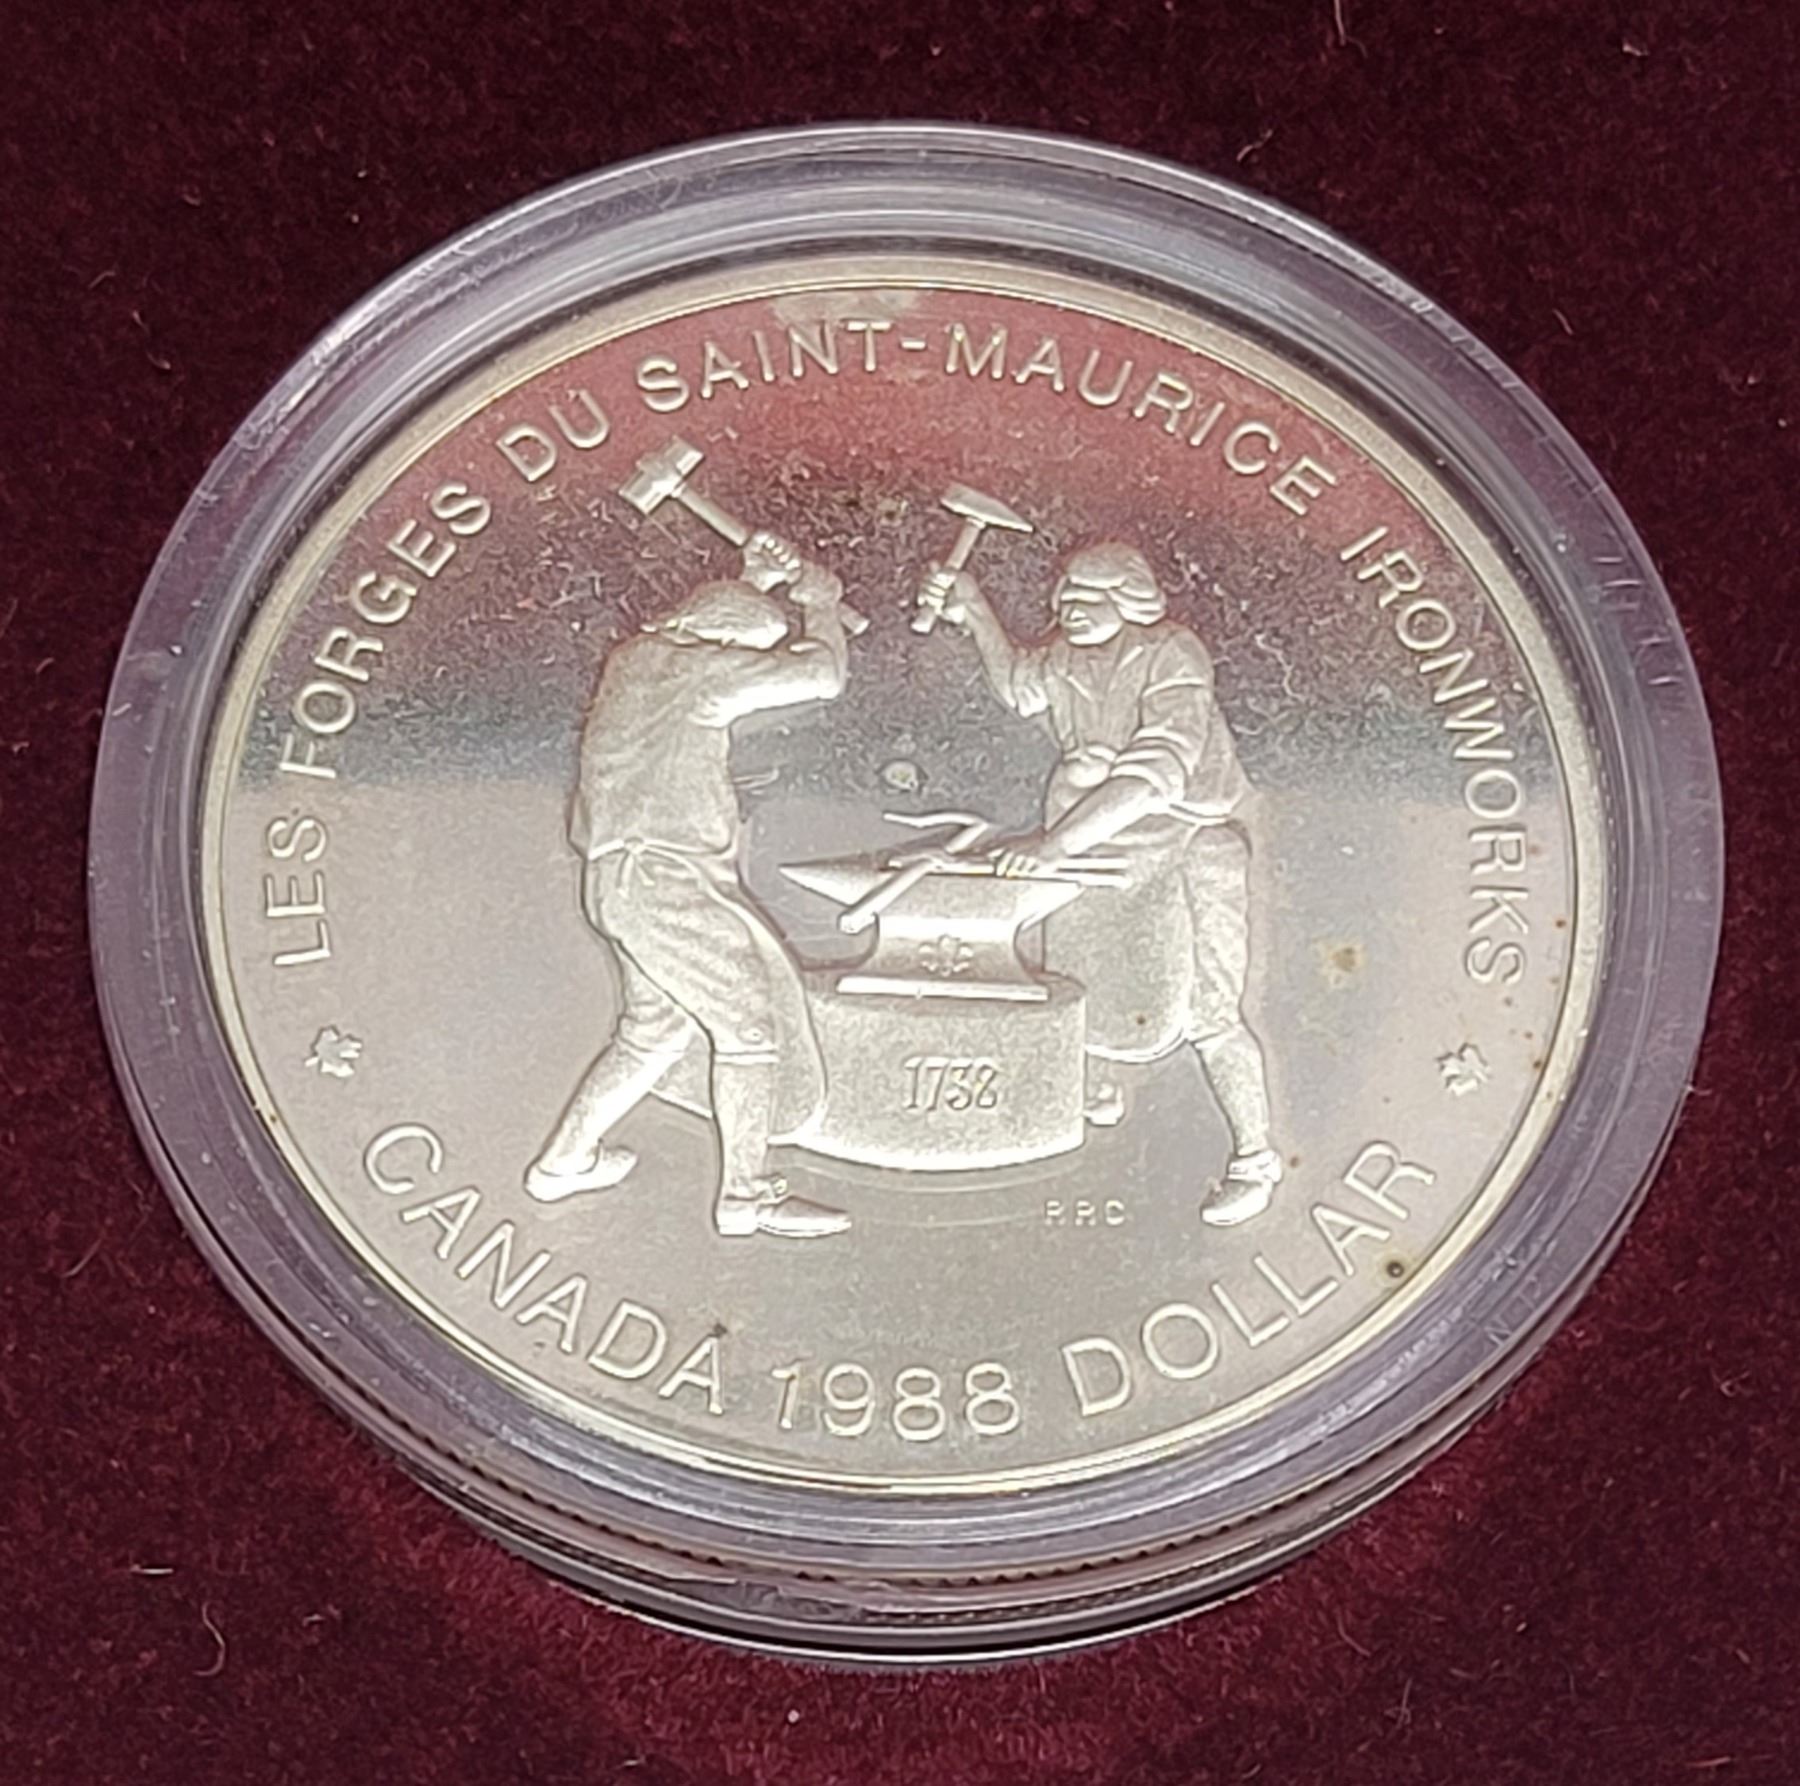 LES FORGES DU SAINT-MAURICE IRONWORKS
1738
RRC
CANADA 1988 DOLLAR